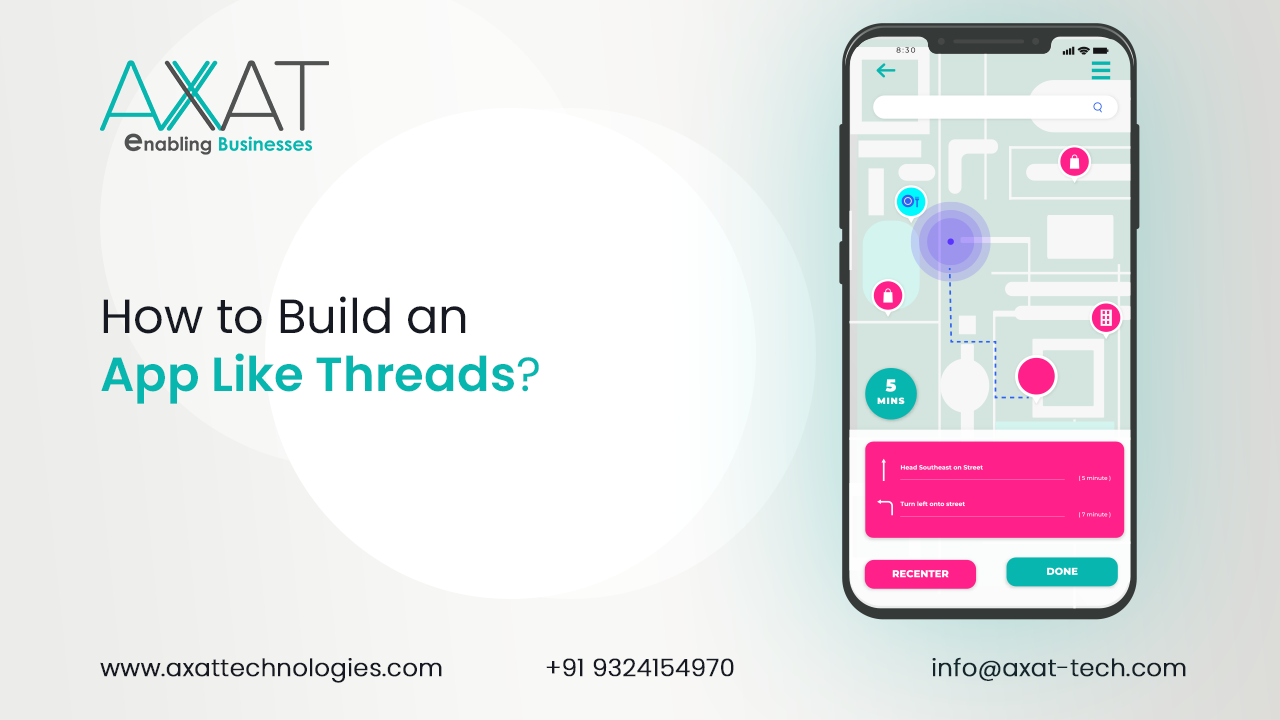 AXAT
enabling Businesses
How to Build an
App Like Threads?
8:30
5
MINS
Head Southeast on Street
( 5 minute )
Turn left onto street
( 7 minute )
RECENTER
DONE
www.axattechnologies.com
+91 9324154970
info@axat-tech.com